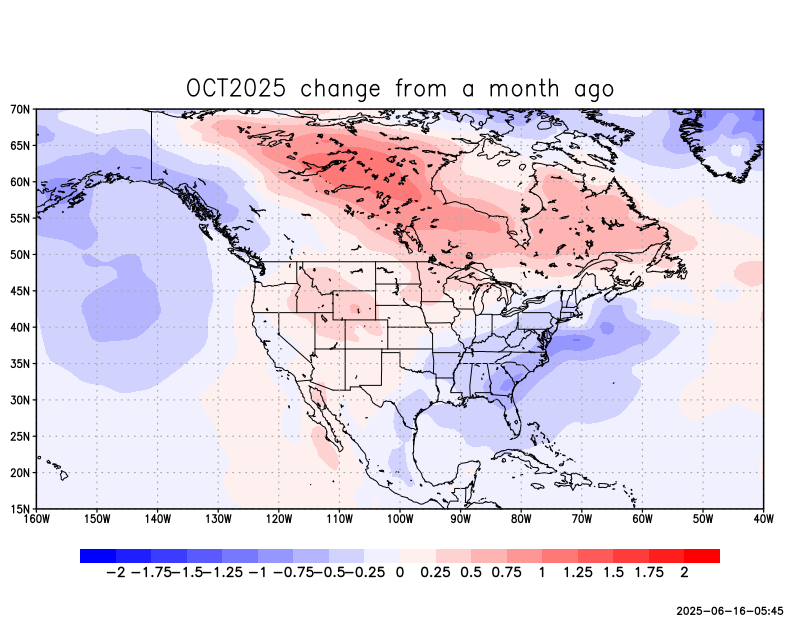 OCT2025 change from a month ago
70N
65N
60N
55N
50N
45N
40N
35N
30N
25N
20N
15N
160W 150W 140W 130W 120W 110W 100W 90W 80W 70W 60W 50W 40W
-2 -1.75 -1.5 -1.25 -1 -0.75 -0.5 -0.25 0 0.25 0.5 0.75 1 1.25 1.5 1.75 2
2025-06-16-05:45